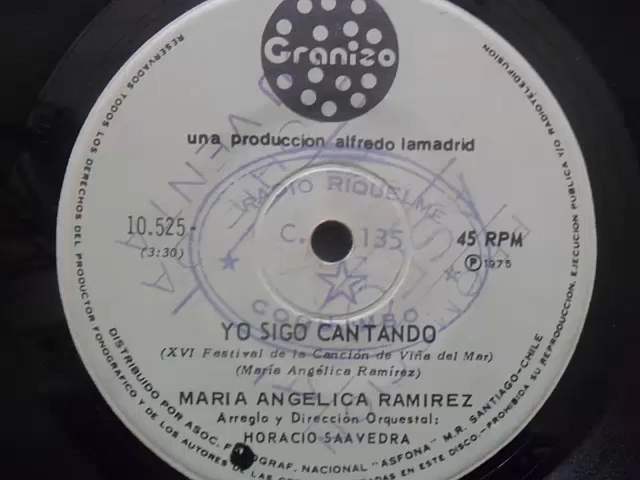 Granizo
una produccion alfredo lamadrid
RADIO RIQUELME
C. 135
COQUIMBO
10.525-
(3:30)
45 RPM
Ⓟ1975
YO SIGO CANTANDO
(XVI Festival de la Canción de Viña del Mar)
(María Angélica Ramírez)
MARIA ANGELICA RAMIREZ
Arreglo y Dirección Orquestal:
HORACIO SAAVEDRA
RESERVADOS TODOS LOS DERECHOS DEL PRODUCTOR FONOGRAFICO Y DE LOS AUTORES DE LAS
EN ESTE DISCO.-PROHIBIDA SU REPRODUCCION, EJECUCION PUBLICA Y/O RADIOTELEDIFUSION
DISTRIBUIDO POR ASOC. NACIONAL "ASFONA" M.R. SANTIAGO-CHILE